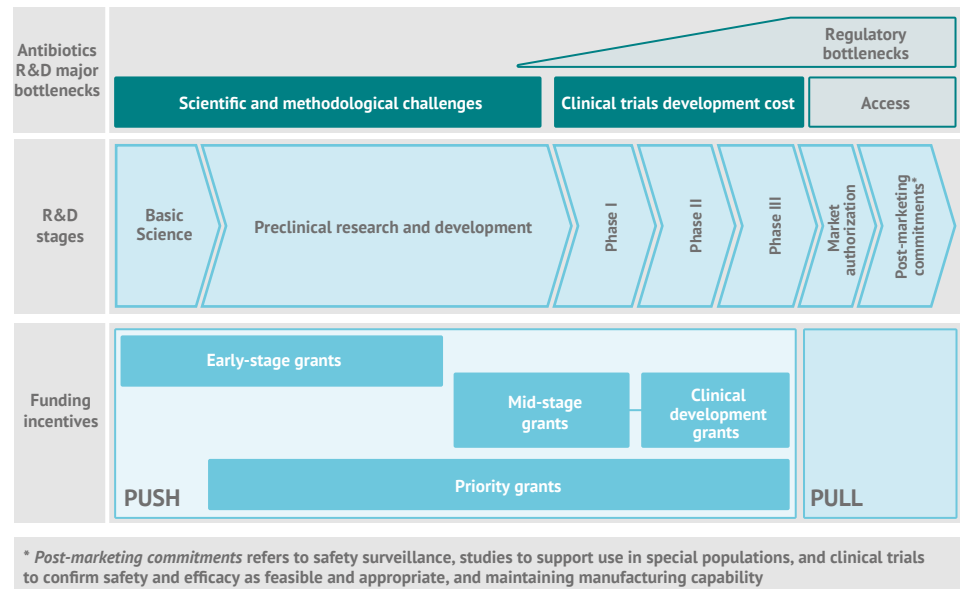 Antibiotics
R&D major
bottlenecks
Regulatory
bottlenecks
Scientific and methodological challenges
Clinical trials development cost
Access
R&D
stages
Basic
Science
Preclinical research and development
Phase I
Phase II
Phase III
Market
authorization
Post-marketing
commitments*
Funding
incentives
Early-stage grants
Mid-stage
grants
Clinical
development
grants
Priority grants
PUSH
PULL
* Post-marketing commitments refers to safety surveillance, studies to support use in special populations, and clinical trials
to confirm safety and efficacy as feasible and appropriate, and maintaining manufacturing capability